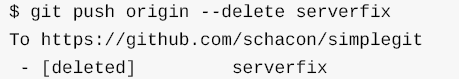 $ git push origin --delete serverfix
To https://github.com/schacon/simplegit
 - [deleted]         serverfix